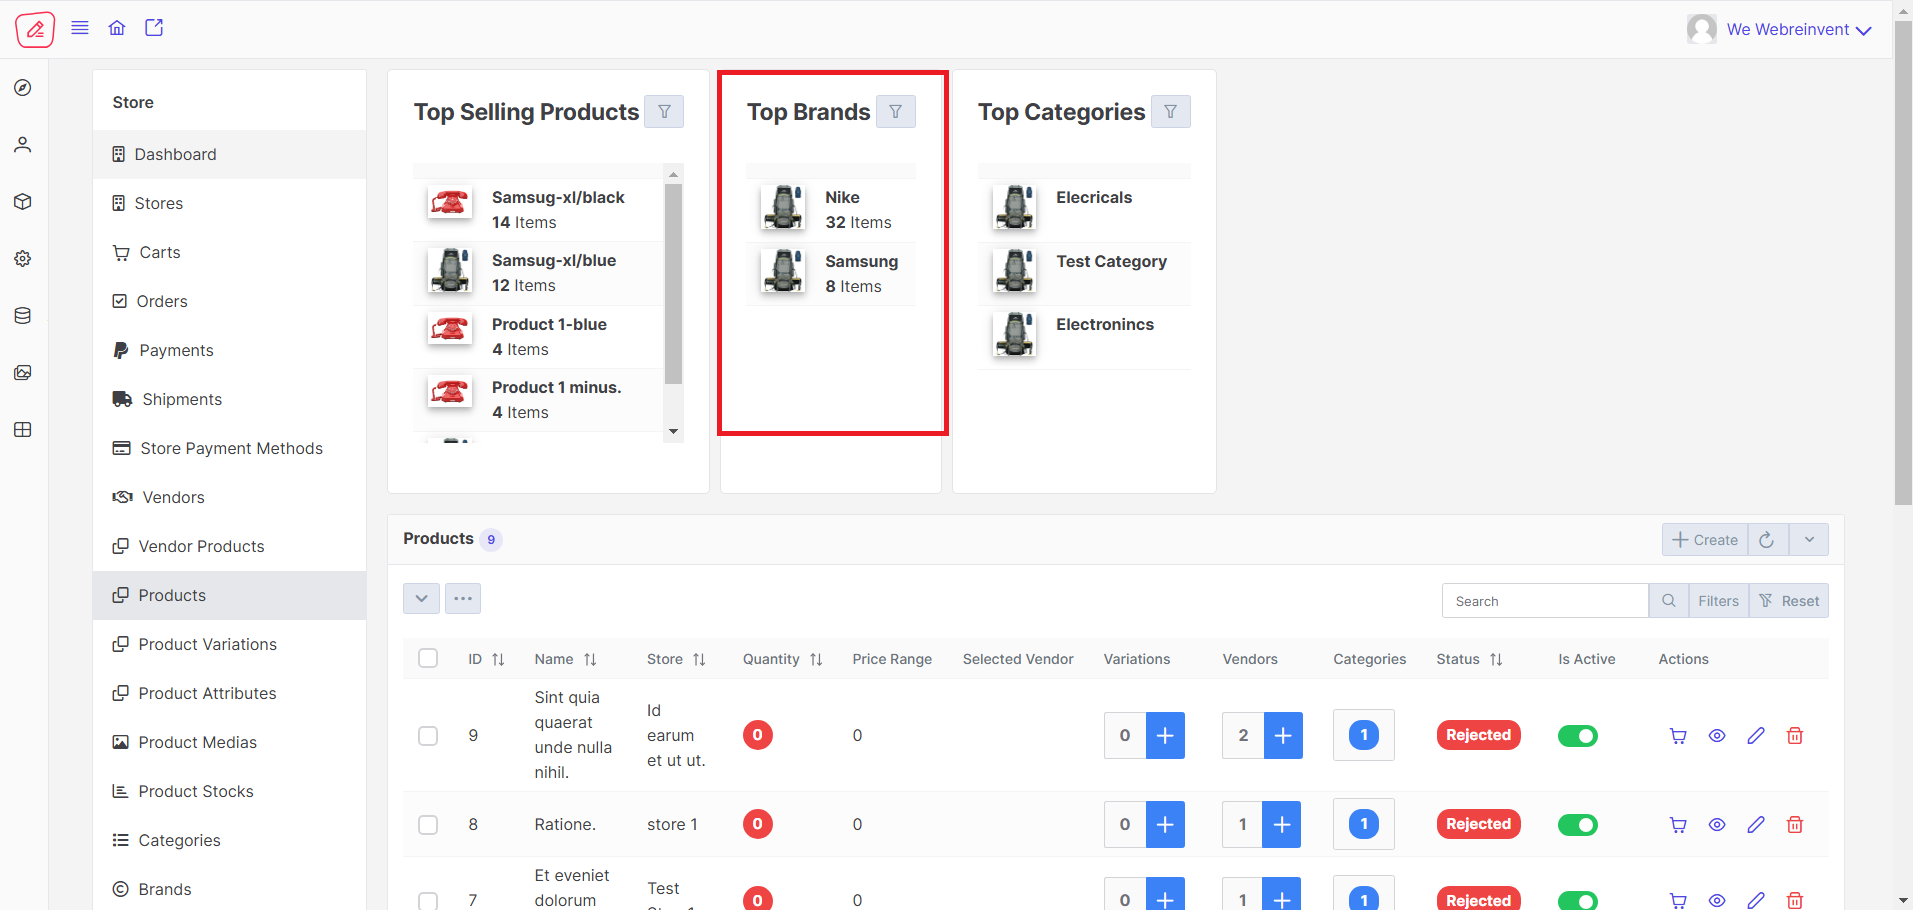 We Webreinvent
Store
Dashboard
Stores
Carts
Orders
Payments
Shipments
Store Payment Methods
Vendors
Vendor Products
Products
Product Variations
Product Attributes
Product Medias
Product Stocks
Categories
Brands
Top Selling Products
Samsug-xl/black
14 Items
Samsug-xl/blue
12 Items
Product 1-blue
4 Items
Product 1 minus.
4 Items
Top Brands
Nike
32 Items
Samsung
8 Items
Top Categories
Elecricals
Test Category
Electronincs
Products 9
Create
Search
Filters
Reset
ID Name Store Quantity Price Range Selected Vendor Variations Vendors Categories Status Is Active Actions
9
Sint quia
quaerat
unde nulla
nihil.
Id
earum
et ut ut.
0 0 0 2 1 Rejected
8 Ratione. store 1 0 0 0 1 1 Rejected
7
Et eveniet
dolorum
Test
0 0 0 1 1 Rejected